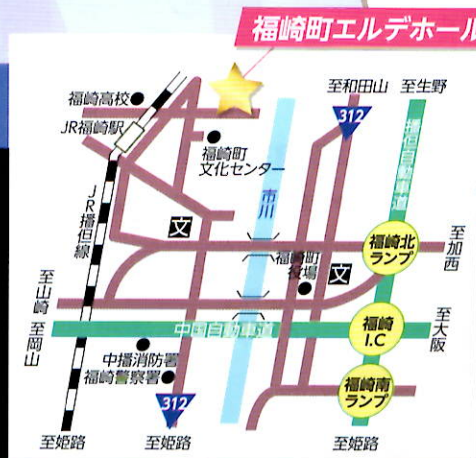 福崎町エルデホール
至和田山
至生野
福崎高校
JR福崎駅
312
福崎町
文化センター
播但自動車道
市川
JR播但線
文
福崎北
ランプ
至加西
福崎町
役場
文
至山崎
至岡山
中国自動車道
福崎
I.C
至大阪
中播消防署
福崎警察署
福崎南
ランプ
312
至姫路
至姫路
至姫路